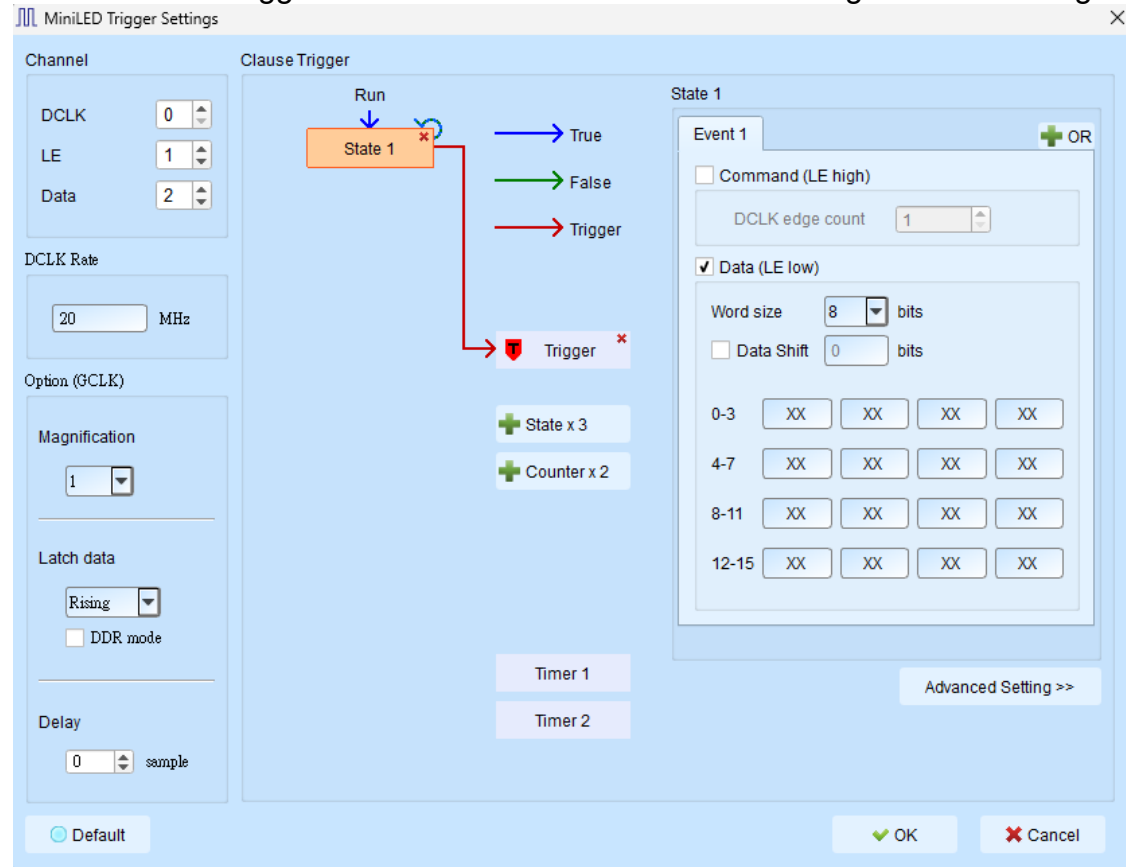 MiniLED Trigger Settings
Channel
DCLK 0
LE 1
Data 2
DCLK Rate
20 MHz
Option (GCLK)
Magnification
1
Latch data
Rising
DDR mode
Delay
0 sample
Clause Trigger
Run
State 1
True
False
Trigger
T Trigger
State x 3
Counter x 2
Timer 1
Timer 2
State 1
Event 1
OR
Command (LE high)
DCLK edge count 1
Data (LE low)
Word size 8 bits
Data Shift 0 bits
0-3 XX XX XX XX
4-7 XX XX XX XX
8-11 XX XX XX XX
12-15 XX XX XX XX
Advanced Setting >>
Default
OK
Cancel